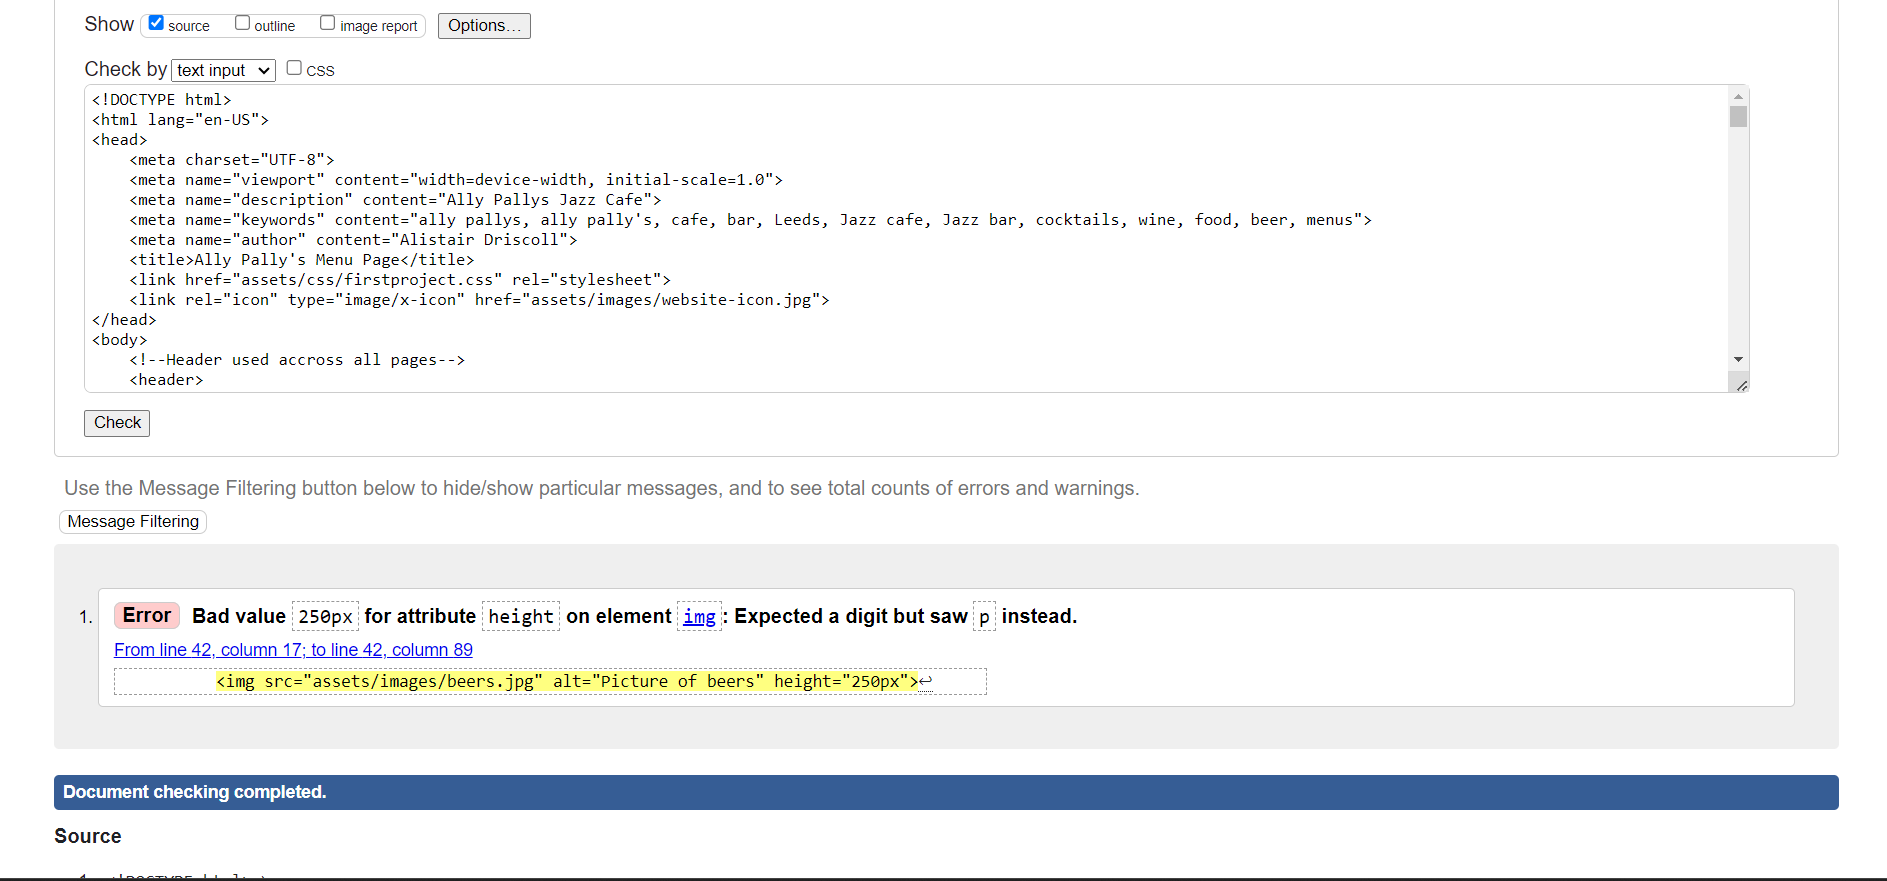 Show source outline image report Options...
Check by text input CSS
<!DOCTYPE html>
<html lang="en-US">
<head>
    <meta charset="UTF-8">
    <meta name="viewport" content="width=device-width, initial-scale=1.0">
    <meta name="description" content="Ally Pallys Jazz Cafe">
    <meta name="keywords" content="ally pallys, ally pally's, cafe, bar, Leeds, Jazz cafe, Jazz bar, cocktails, wine, food, beer, menus">
    <meta name="author" content="Alistair Driscoll">
    <title>Ally Pally's Menu Page</title>
    <link href="assets/css/firstproject.css" rel="stylesheet">
    <link rel="icon" type="image/x-icon" href="assets/images/website-icon.jpg">
</head>
<body>
    <!--Header used accross all pages-->
    <header>
Check
Use the Message Filtering button below to hide/show particular messages, and to see total counts of errors and warnings.
Message Filtering
1. Error Bad value 250px for attribute height on element img: Expected a digit but saw p instead.
From line 42, column 17; to line 42, column 89
<img src="assets/images/beers.jpg" alt="Picture of beers" height="250px">↩
Document checking completed.
Source